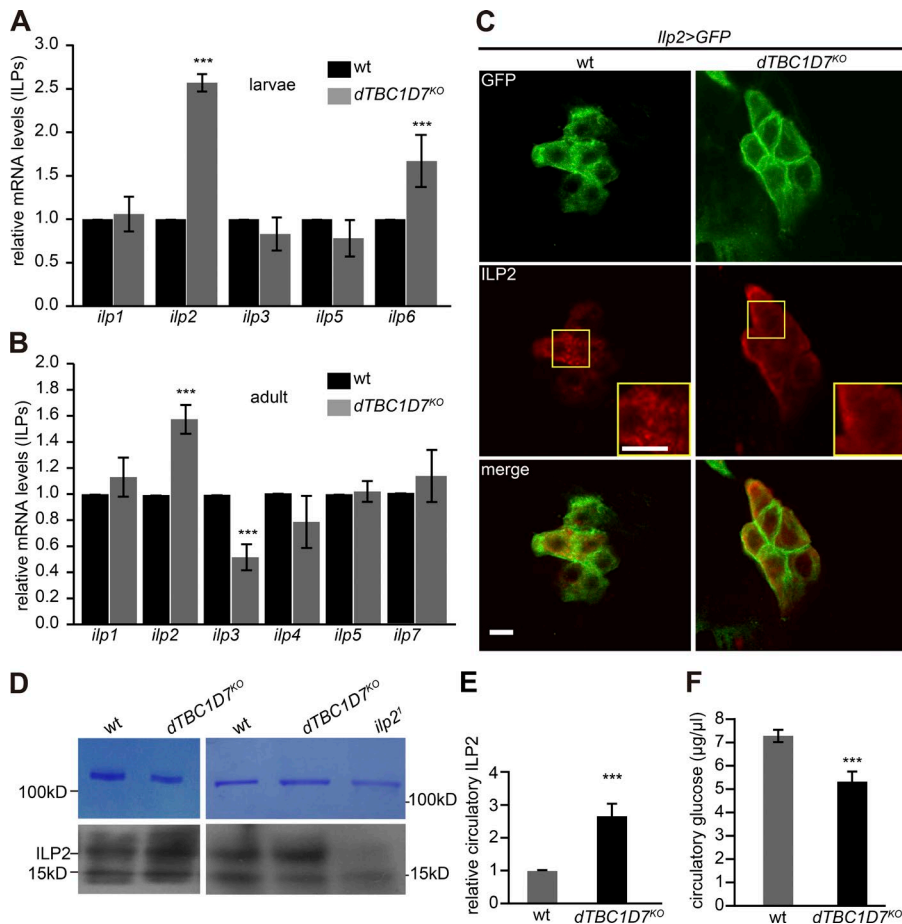 A
relative mRNA levels (ILPs)
3.0
2.5
2.0
1.5
1.0
0.5
0.0
***
***
wt
larvae
dTBC1D7KO
ilp1 ilp2 ilp3 ilp5 ilp6
B
relative mRNA levels (ILPs)
2.0
1.8
1.6
1.4
1.2
1.0
0.8
0.6
0.4
0.2
0.0
***
***
wt
adult
dTBC1D7KO
ilp1 ilp2 ilp3 ilp4 ilp5 ilp7
C
Ilp2>GFP
wt dTBC1D7KO
GFP
ILP2
merge
D
wt dTBC1D7KO wt dTBC1D7KO ilp2¹
100kD 100kD
ILP2
15kD 15kD
E
relative circulatory ILP2
4
3
2
1
0
***
wt dTBC1D7KO
F
circulatory glucose (µg/µl)
8
7
6
5
4
3
2
1
0
***
wt dTBC1D7KO